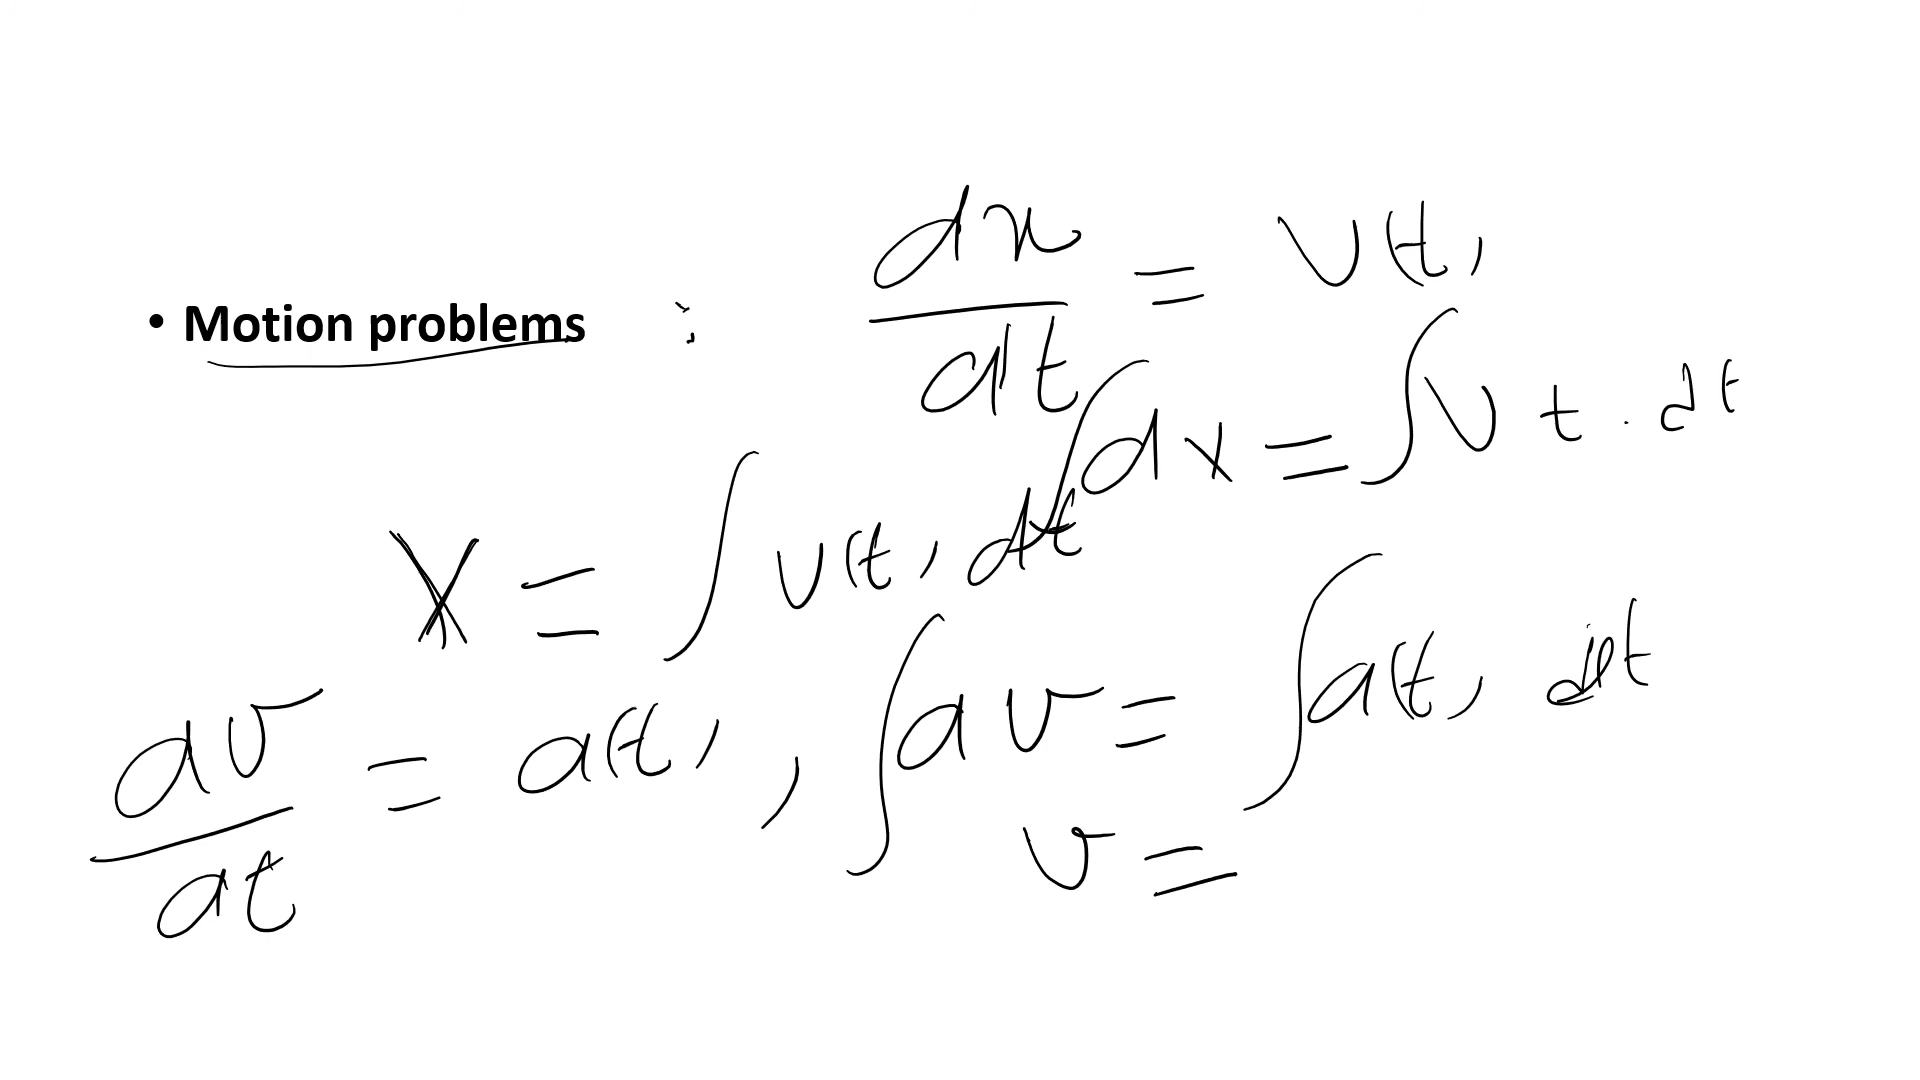 dx/dt = v(t)
• Motion problems :
∫dx = ∫v t . dt
x = ∫v(t) dt
dv/dt = a(t) , ∫dv = ∫a(t) dt
v =